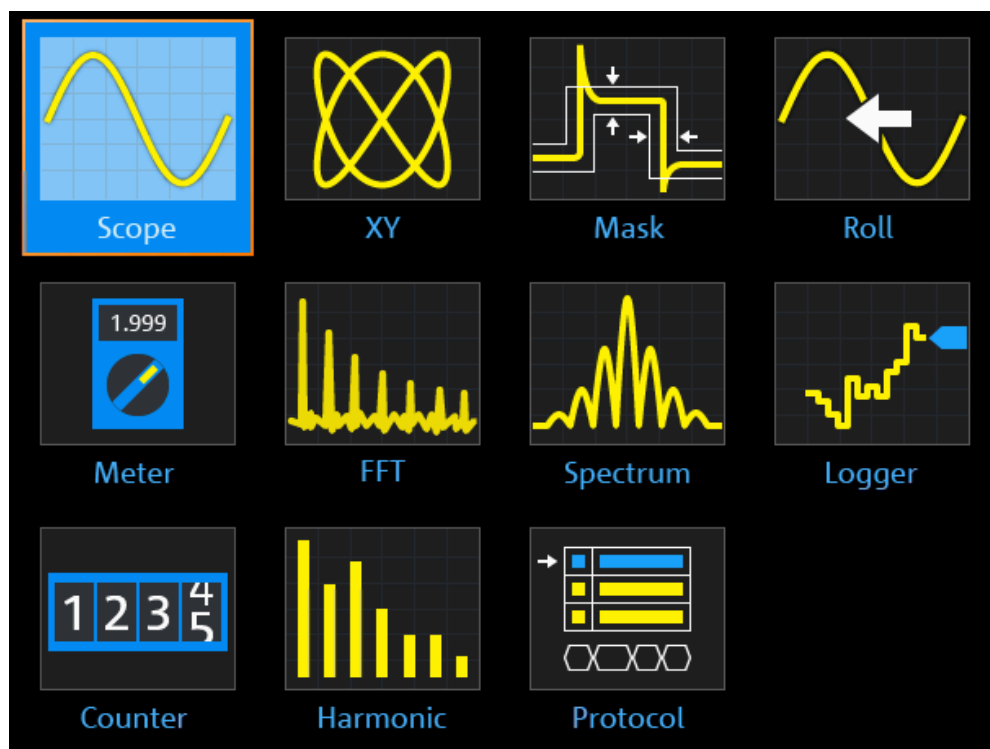 Scope
XY
Mask
Roll
1.999
Meter
FFT
Spectrum
Logger
1 2 3 4
5
Counter
Harmonic
Protocol